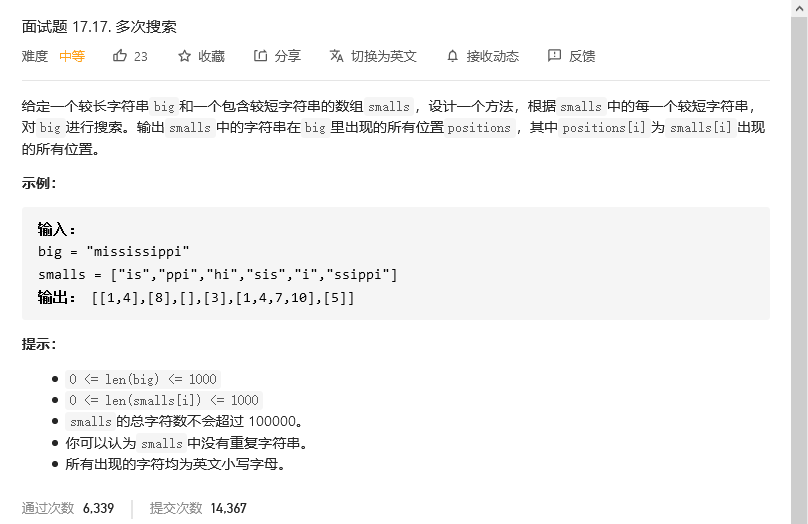 面试题 17.17. 多次搜索
难度 中等 23 收藏 分享 切换为英文 接收动态 反馈
给定一个较长字符串 big 和一个包含较短字符串的数组 smalls ，设计一个方法，根据 smalls 中的每一个较短字符串，
对 big 进行搜索。输出 smalls 中的字符串在 big 里出现的所有位置 positions ，其中 positions[i] 为 smalls[i] 出现
的所有位置。
示例：
输入：
big = "mississippi"
smalls = ["is","ppi","hi","sis","i","ssippi"]
输出： [[1,4],[8],[],[3],[1,4,7,10],[5]]
提示：
0 <= len(big) <= 1000
0 <= len(smalls[i]) <= 1000
smalls 的总字符数不会超过 100000。
你可以认为 smalls 中没有重复字符串。
所有出现的字符均为英文小写字母。
通过次数 6,339 提交次数 14,367